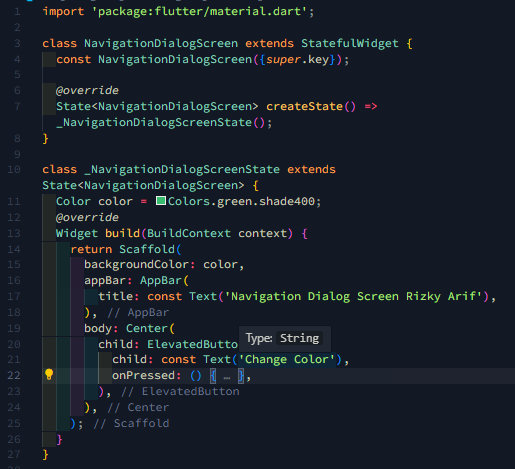 1 import 'package:flutter/material.dart';
2
3 class NavigationDialogScreen extends StatefulWidget {
4 const NavigationDialogScreen({super.key});
5
6 @override
7 State<NavigationDialogScreen> createState() =>
_NavigationDialogScreenState();
8 }
9
10 class _NavigationDialogScreenState extends
State<NavigationDialogScreen> {
11 Color color = Colors.green.shade400;
12 @override
13 Widget build(BuildContext context) {
14 return Scaffold(
15 backgroundColor: color,
16 appBar: AppBar(
17 title: const Text('Navigation Dialog Screen Rizky Arif'),
18 ), // AppBar
19 body: Center(
Type: String
20 child: ElevatedButto
21 child: const Text('Change Color'),
22 onPressed: () { … },
23 ), // ElevatedButton
24 ), // Center
25 ); // Scaffold
26 }
27 }